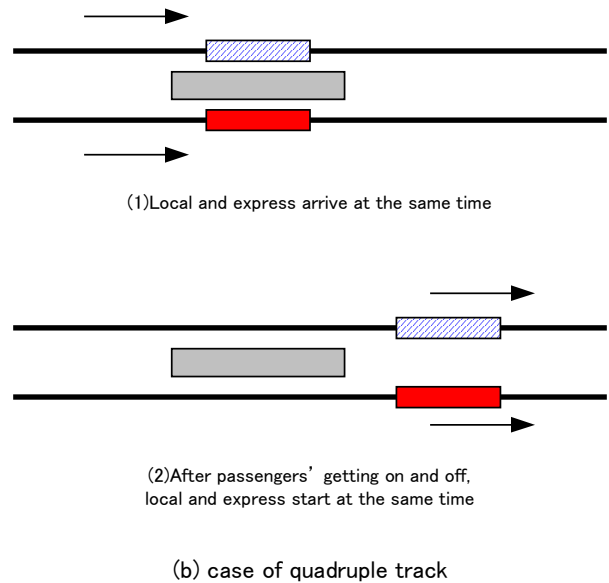 (1)Local and express arrive at the same time
(2)After passengers’ getting on and off,
local and express start at the same time
(b) case of quadruple track